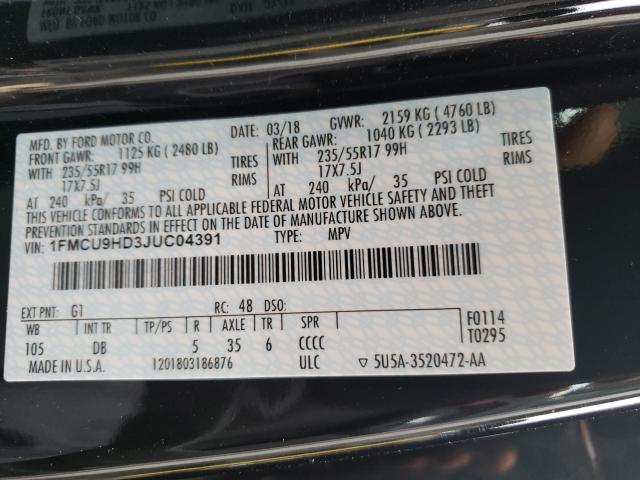 MFD. BY FORD MOTOR CO.
DATE: 03/18 GVWR: 2159 KG ( 4760 LB)
FRONT GAWR: 1125 KG ( 2480 LB)
REAR GAWR: 1040 KG ( 2293 LB)
WITH 235/55R17 99H TIRES
WITH 235/55R17 99H TIRES
17X7.5J RIMS
17X7.5J RIMS
AT 240 kPa/ 35 PSI COLD
AT 240 kPa/ 35 PSI COLD
THIS VEHICLE CONFORMS TO ALL APPLICABLE FEDERAL MOTOR VEHICLE SAFETY AND THEFT
PREVENTION STANDARDS IN EFFECT ON THE DATE OF MANUFACTURE SHOWN ABOVE.
VIN: 1FMCU9HD3JUC04391 TYPE: MPV
EXT PNT: G1 RC: 48 DSO:
WB INT TR TP/PS R AXLE TR SPR
105 DB 5 35 6 CCCC
F0114
T0295
MADE IN U.S.A. 1201803186876 ULC ▽ 5U5A-3520472-AA